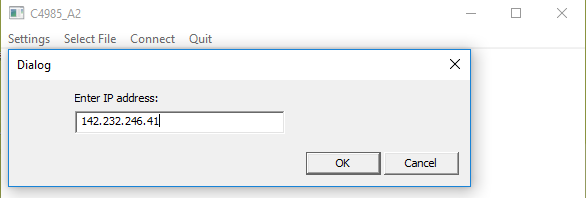 C4985_A2
Settings Select File Connect Quit
Dialog
Enter IP address:
142.232.246.41
OK Cancel